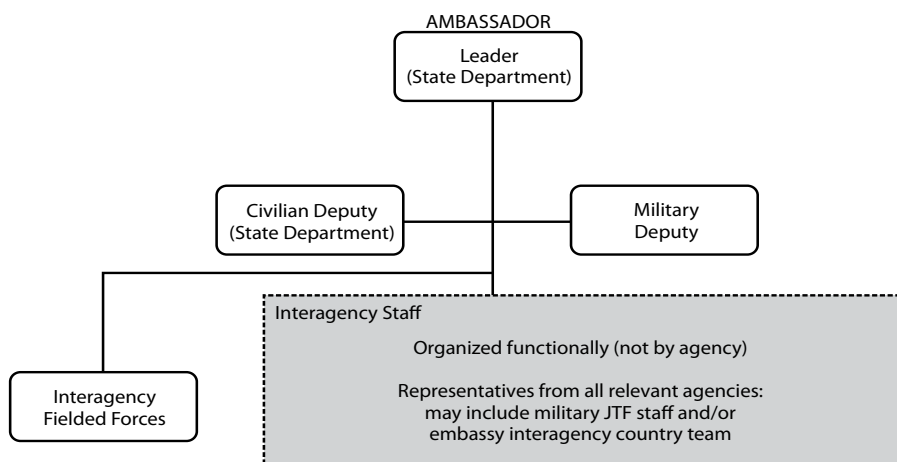 AMBASSADOR
Leader
(State Department)
Civilian Deputy
(State Department)
Military
Deputy
Interagency Staff
Organized functionally (not by agency)
Representatives from all relevant agencies:
may include military JTF staff and/or
embassy interagency country team
Interagency
Fielded Forces